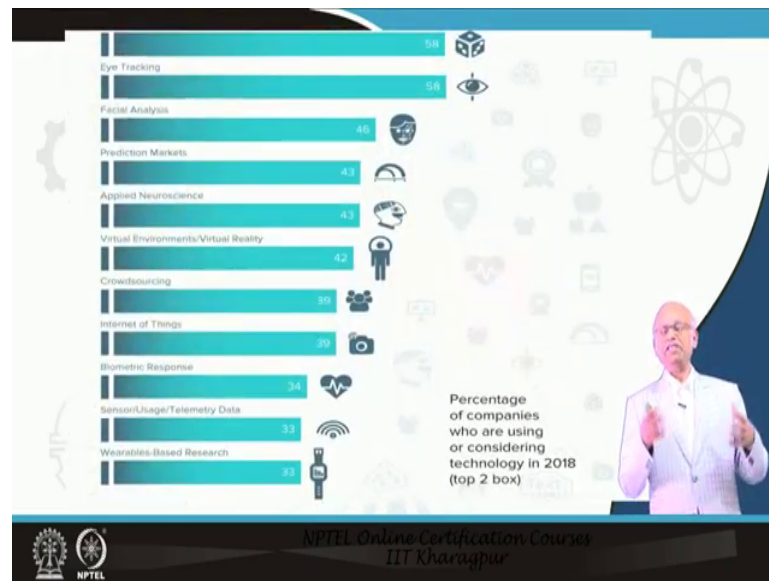 58
Eye Tracking
58
Facial Analysis
46
Prediction Markets
43
Applied Neuroscience
43
Virtual Environments/Virtual Reality
42
Crowdsourcing
39
Internet of Things
39
Biometric Response
34
Sensor/Usage/Telemetry Data
33
Wearables-Based Research
33
Percentage
of companies
who are using
or considering
technology in 2018
(top 2 box)
NPTEL
NPTEL Online Certification Courses
IIT Kharagpur